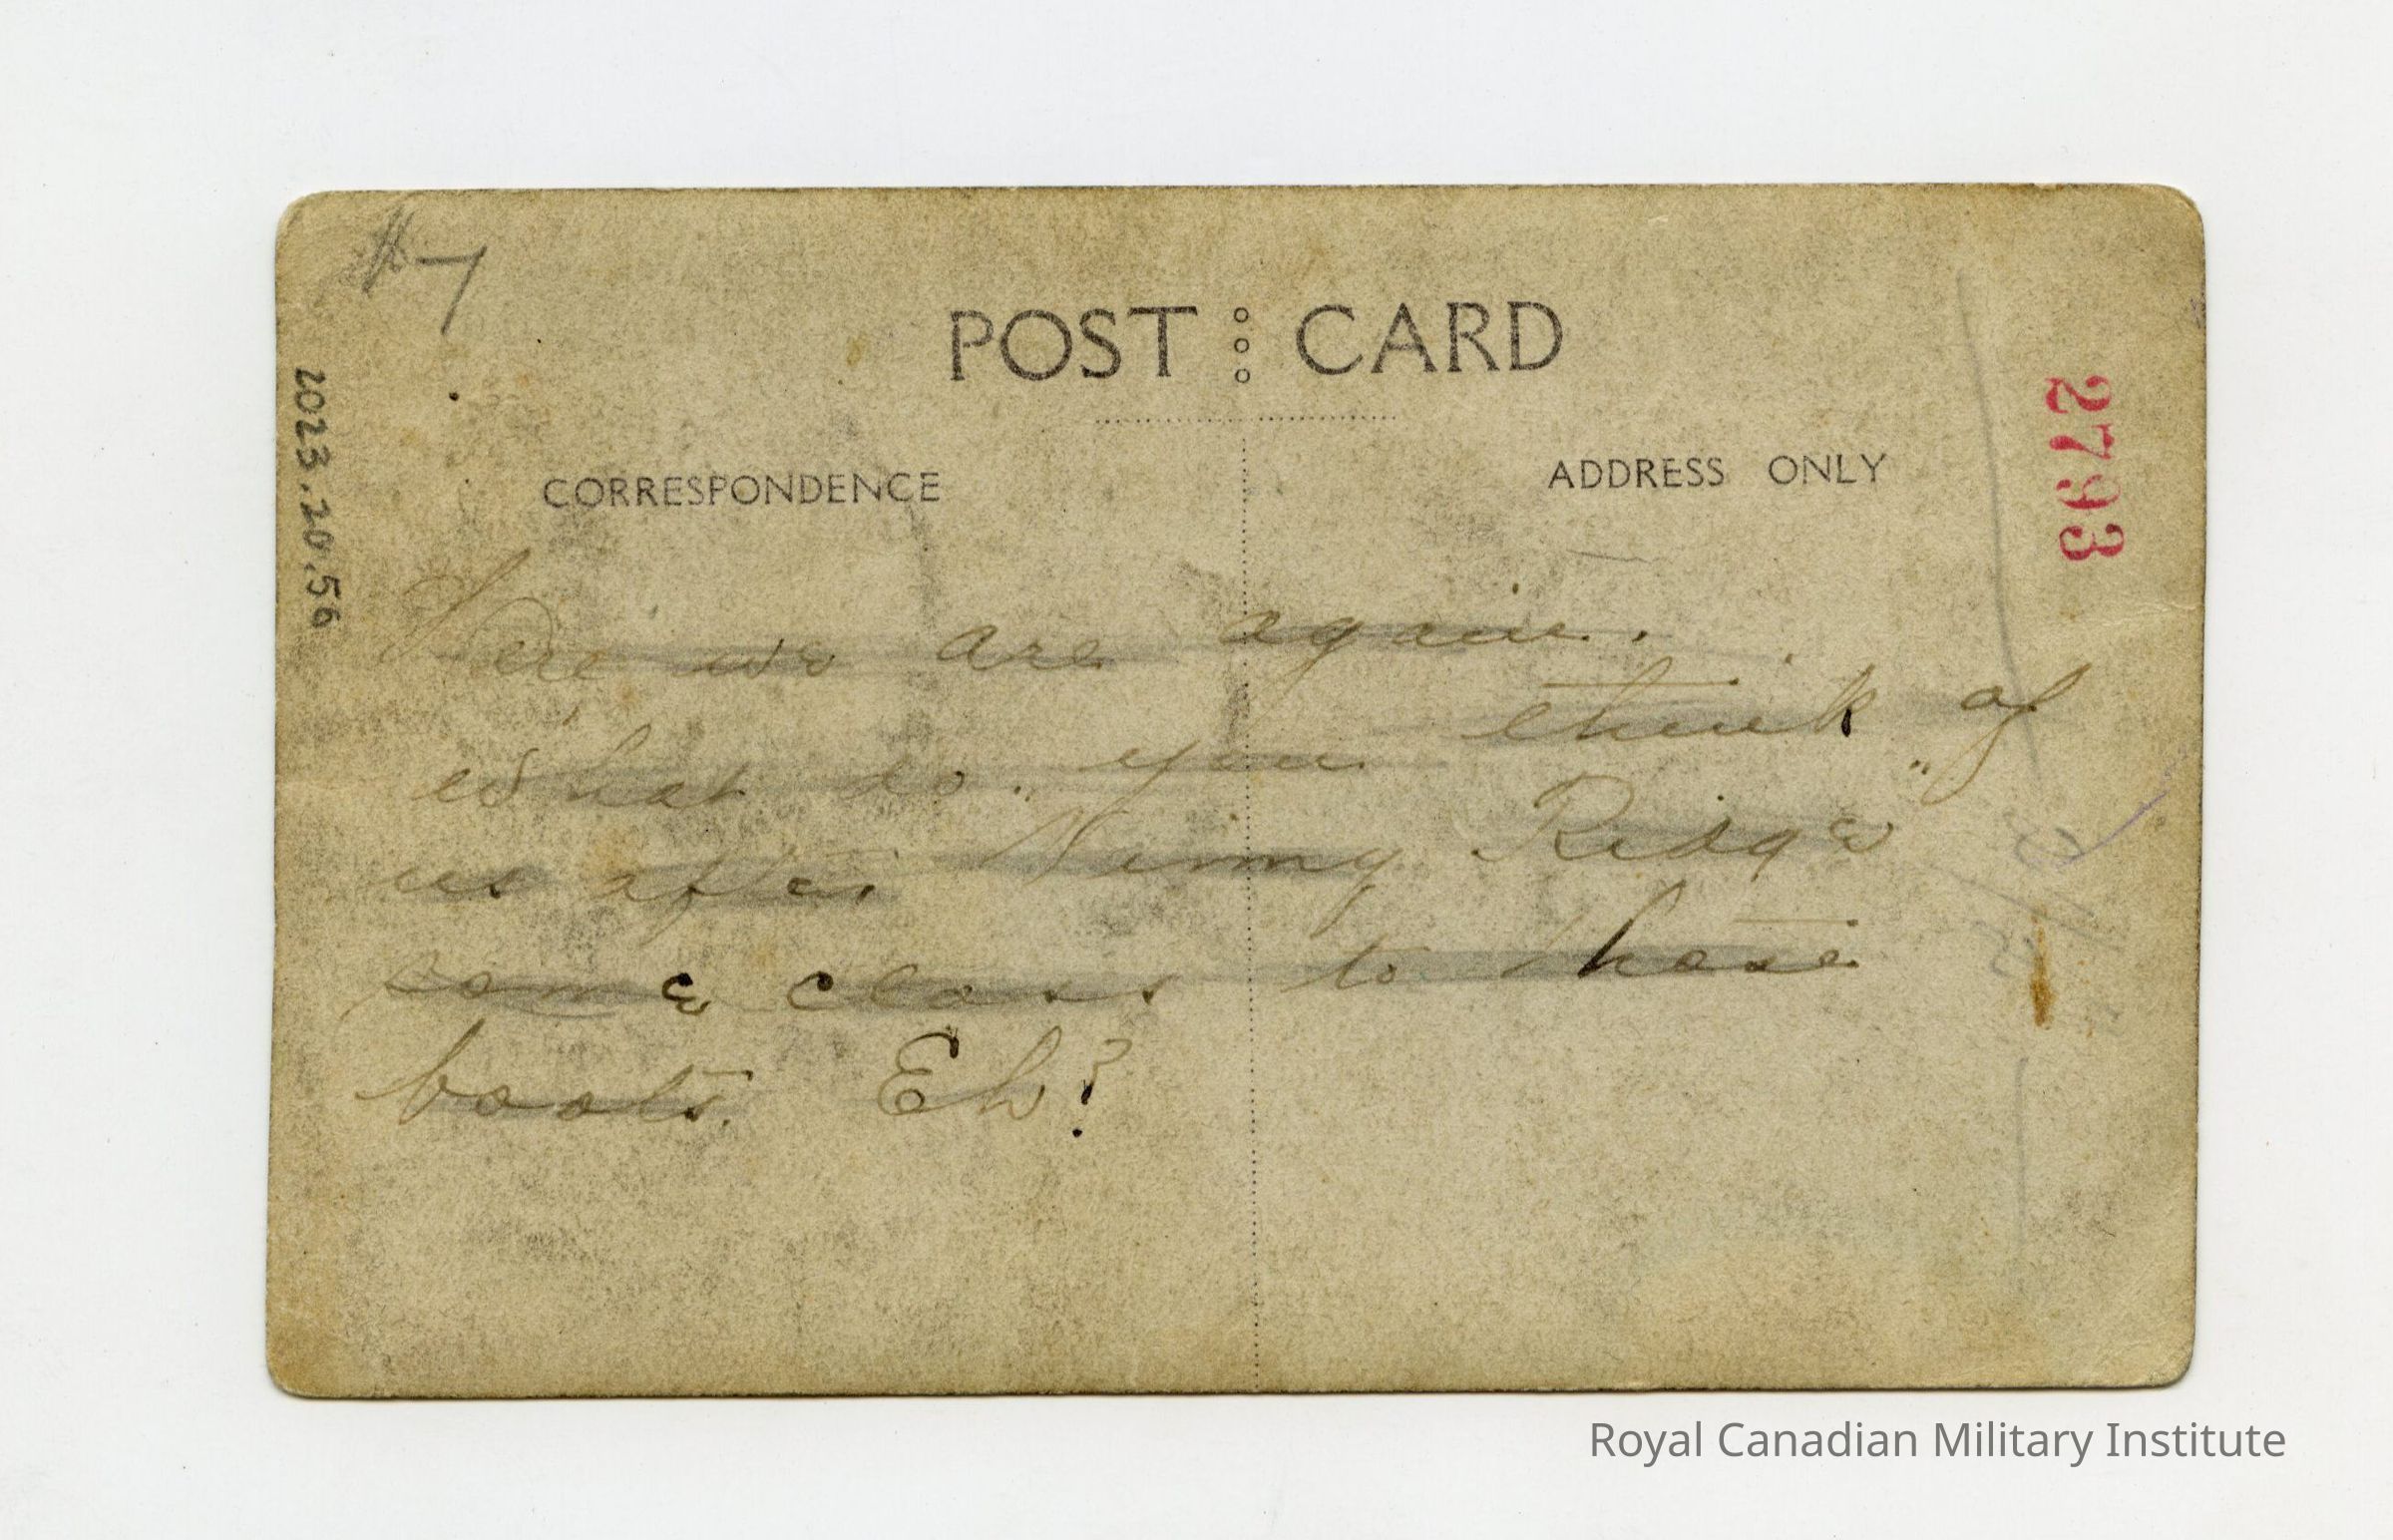 #7
POST CARD
CORRESPONDENCE
ADDRESS ONLY
2023.20.56
2793
Here we are again.
What do you think of
us after Vimy Ridge
some class to those
boots. Eh?
Royal Canadian Military Institute